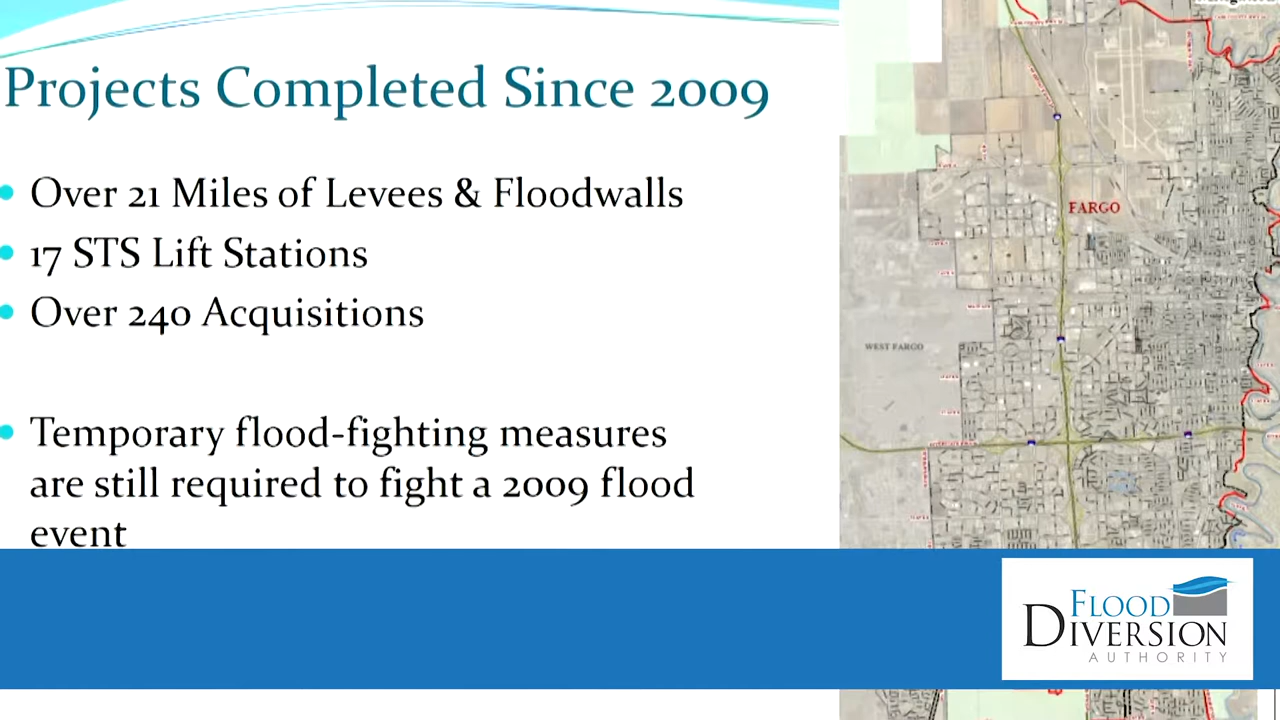 Projects Completed Since 2009
Over 21 Miles of Levees & Floodwalls
17 STS Lift Stations
Over 240 Acquisitions
Temporary flood-fighting measures
are still required to fight a 2009 flood
event
FARGO
WEST FARGO
FLOOD
DIVERSION
AUTHORITY